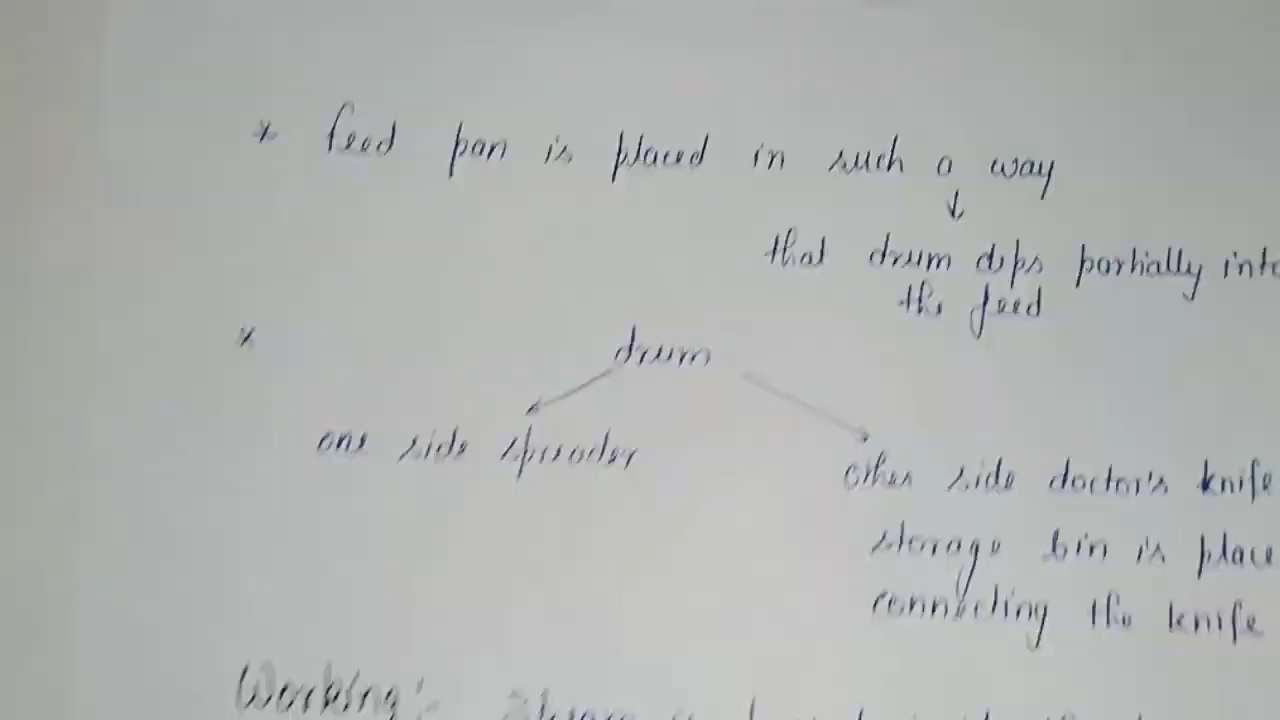 * feed pan is placed in such a way
↓
that drum dips partially into
the feed
* drum
one side spreader
other side doctor's knife
storage bin is place
connecting the knife
Working:-